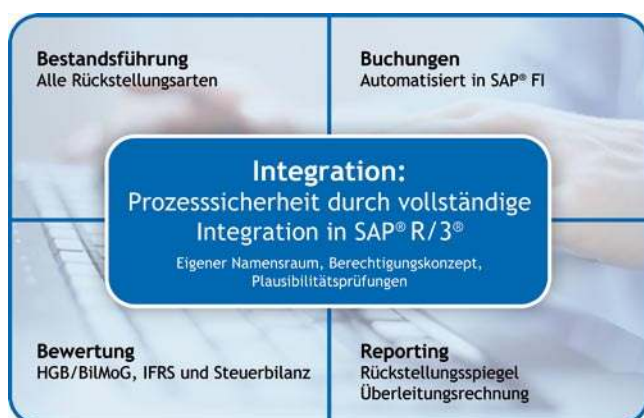 Bestandsführung
Alle Rückstellungsarten
Buchungen
Automatisiert in SAP® FI
Integration:
Prozesssicherheit durch vollständige
Integration in SAP® R/3®
Eigener Namensraum, Berechtigungskonzept,
Plausibilitätsprüfungen
Bewertung
HGB/BilMoG, IFRS und Steuerbilanz
Reporting
Rückstellungsspiegel
Überleitungsrechnung